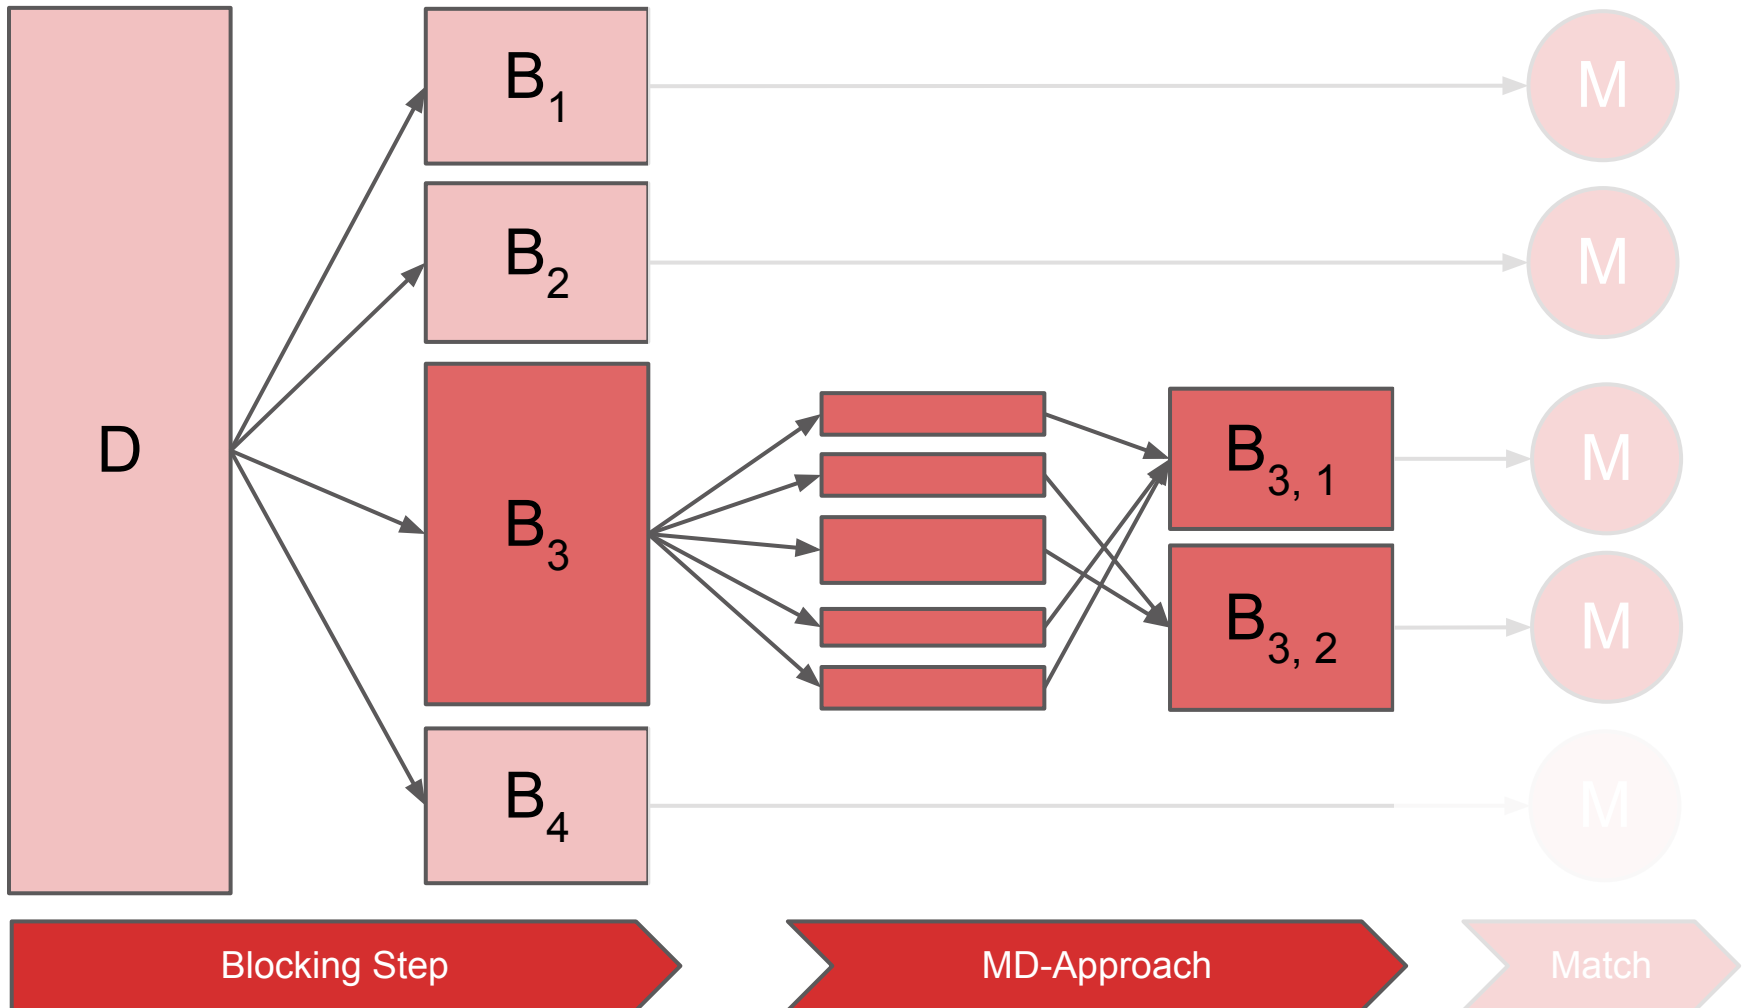 D
B1
B2
B3
B4
B3, 1
B3, 2
M
M
M
M
M
Blocking Step
MD-Approach
Match